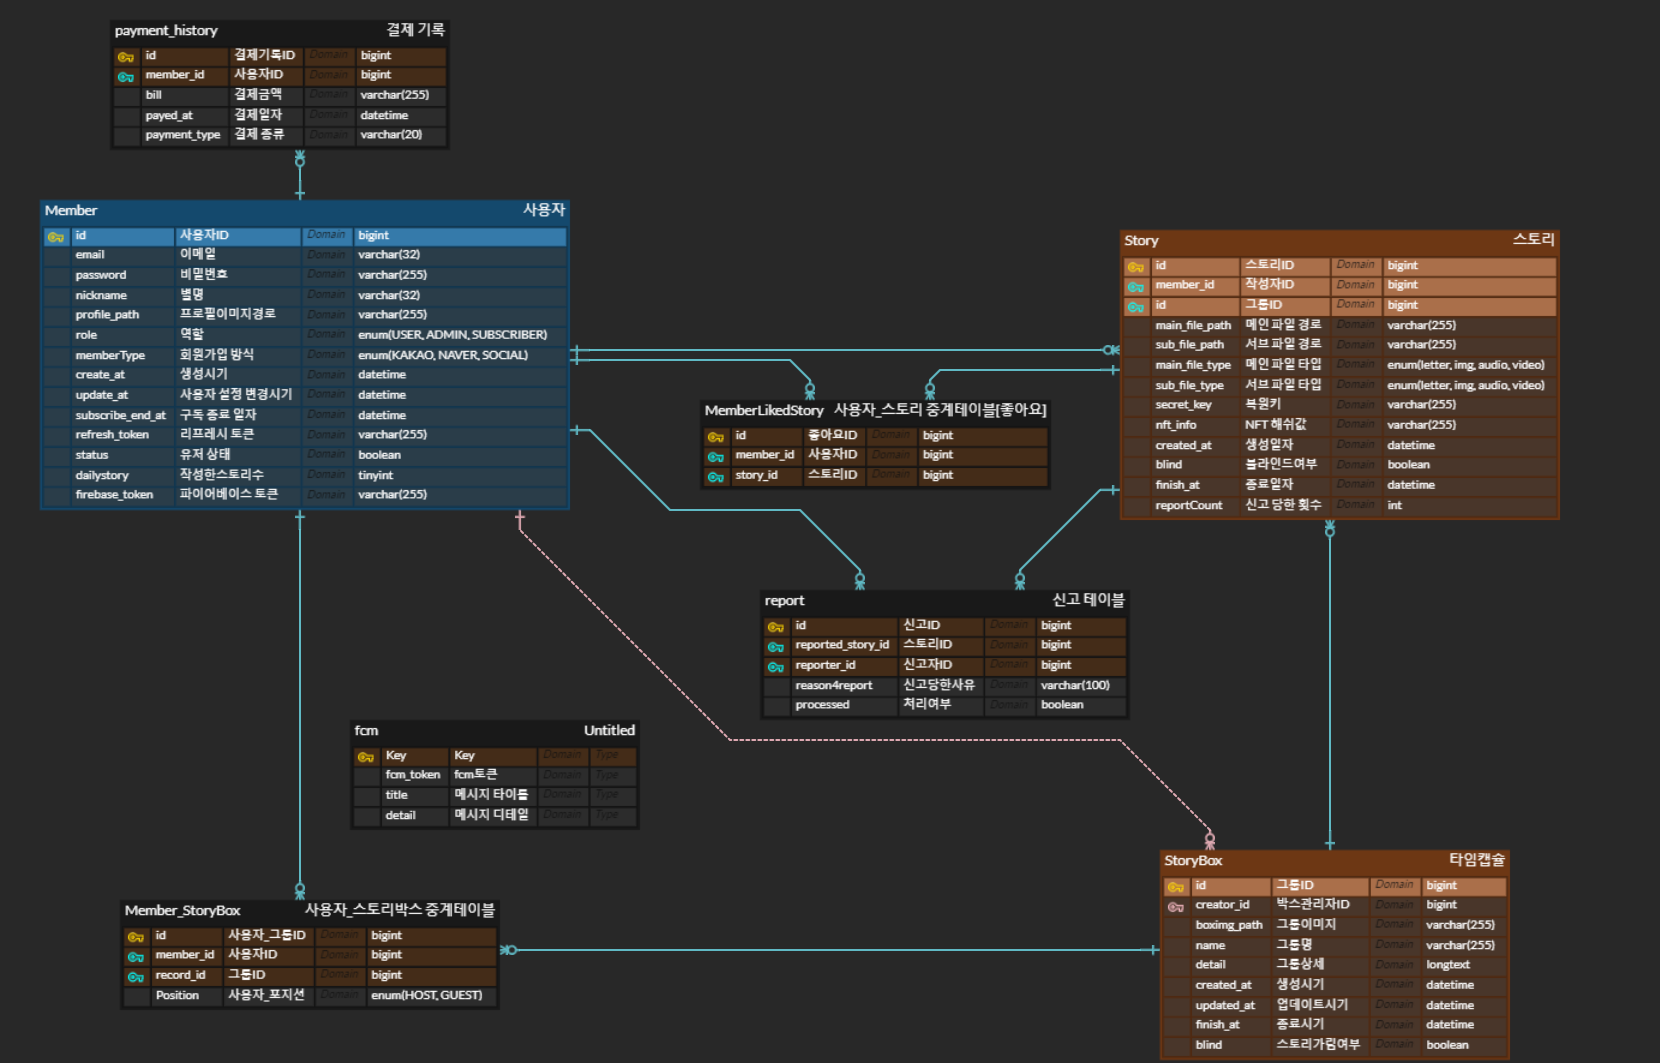 payment_history 결제 기록
id 결제기록ID Domain bigint
member_id 사용자ID Domain bigint
bill 결제금액 Domain varchar(255)
payed_at 결제일자 Domain datetime
payment_type 결제 종류 Domain varchar(20)
Member 사용자
id 사용자ID Domain bigint
email 이메일 Domain varchar(32)
password 비밀번호 Domain varchar(255)
nickname 별명 Domain varchar(32)
profile_path 프로필이미지경로 Domain varchar(255)
role 역할 Domain enum(USER, ADMIN, SUBSCRIBER)
memberType 회원가입 방식 Domain enum(KAKAO, NAVER, SOCIAL)
create_at 생성시기 Domain datetime
update_at 사용자 설정 변경시기 Domain datetime
subscribe_end_at 구독 종료 일자 Domain datetime
refresh_token 리프레시 토큰 Domain varchar(255)
status 유저 상태 Domain boolean
dailystory 작성한스토리수 Domain tinyint
firebase_token 파이어베이스 토큰 Domain varchar(255)
Story 스토리
id 스토리ID Domain bigint
member_id 작성자ID Domain bigint
id 그룹ID Domain bigint
main_file_path 메인 파일 경로 Domain varchar(255)
sub_file_path 서브 파일 경로 Domain varchar(255)
main_file_type 메인 파일 타입 Domain enum(letter, img, audio, video)
sub_file_type 서브 파일 타입 Domain enum(letter, img, audio, video)
secret_key 복원키 Domain varchar(255)
nft_info NFT 해쉬값 Domain varchar(255)
created_at 생성일자 Domain datetime
blind 블라인드여부 Domain boolean
finish_at 종료일자 Domain datetime
reportCount 신고 당한 횟수 Domain int
MemberLikedStory 사용자_스토리 중계테이블[좋아요]
id 좋아요ID Domain bigint
member_id 사용자ID Domain bigint
story_id 스토리ID Domain bigint
report 신고 테이블
id 신고ID Domain bigint
reported_story_id 스토리ID Domain bigint
reporter_id 신고자ID Domain bigint
reason4report 신고당한사유 Domain varchar(100)
processed 처리여부 Domain boolean
fcm Untitled
Key Key Domain Type
fcm_token fcm토큰 Domain Type
title 메시지 타이틀 Domain Type
detail 메시지 디테일 Domain Type
Member_StoryBox 사용자_스토리박스 중계테이블
id 사용자_그룹ID Domain bigint
member_id 사용자ID Domain bigint
record_id 그룹ID Domain bigint
Position 사용자_포지션 Domain enum(HOST, GUEST)
StoryBox 타임캡슐
id 그룹ID Domain bigint
creator_id 박스관리자ID Domain bigint
boximg_path 그룹이미지 Domain varchar(255)
name 그룹명 Domain varchar(255)
detail 그룹상세 Domain longtext
created_at 생성시기 Domain datetime
updated_at 업데이트시기 Domain datetime
finish_at 종료시기 Domain datetime
blind 스토리가림여부 Domain boolean